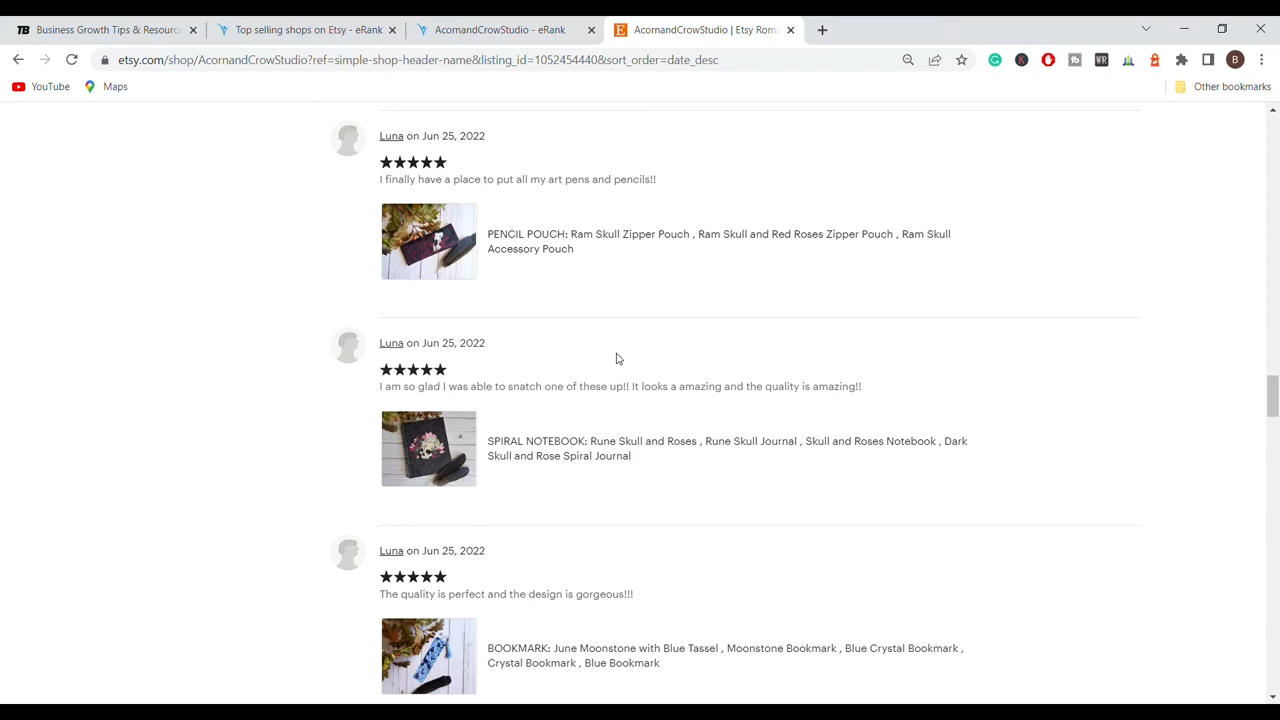 TB Business Growth Tips & Resource
Top selling shops on Etsy - eRank
AcornandCrowStudio - eRank
E AcornandCrowStudio | Etsy Rom
etsy.com/shop/AcornandCrowStudio?ref=simple-shop-header-name&listing_id=1052454440&sort_order=date_desc
WR
B
YouTube
Maps
Other bookmarks
Luna on Jun 25, 2022
I finally have a place to put all my art pens and pencils!!
PENCIL POUCH: Ram Skull Zipper Pouch , Ram Skull and Red Roses Zipper Pouch , Ram Skull
Accessory Pouch
Luna on Jun 25, 2022
I am so glad I was able to snatch one of these up!! It looks a amazing and the quality is amazing!!
SPIRAL NOTEBOOK: Rune Skull and Roses , Rune Skull Journal , Skull and Roses Notebook , Dark
Skull and Rose Spiral Journal
Luna on Jun 25, 2022
The quality is perfect and the design is gorgeous!!!
BOOKMARK: June Moonstone with Blue Tassel , Moonstone Bookmark , Blue Crystal Bookmark ,
Crystal Bookmark , Blue Bookmark